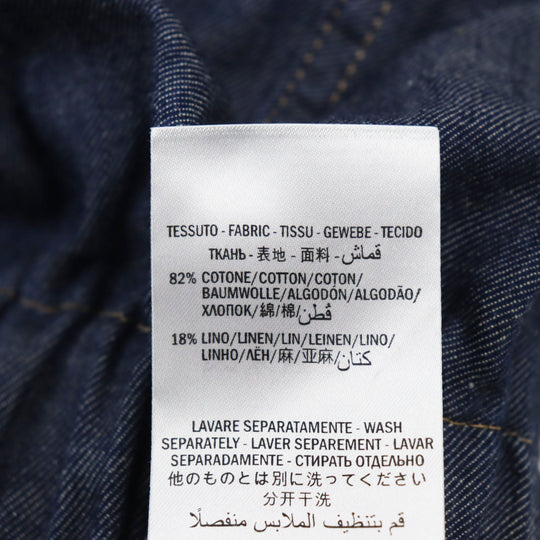 TESSUTO - FABRIC - TISSU - GEWEBE - TECIDO
ТКАНЬ - 表地 - 面料 - قماش
82% COTONE/COTTON/COTON/
BAUMWOLLE/ALGODÓN/ALGODÃO/
ХЛОПОК/綿/棉/قُطن
18% LINO/LINEN/LIN/LEINEN/LINO/
LINHO/ЛЁН/麻/亚麻/كتان
LAVARE SEPARATAMENTE - WASH
SEPARATELY - LAVER SEPAREMENT - LAVAR
SEPARADAMENTE - СТИРАТЬ ОТДЕЛЬНО
他のものとは別に洗ってください
分开干洗
قم بتنظيف الملابس منفصلًا